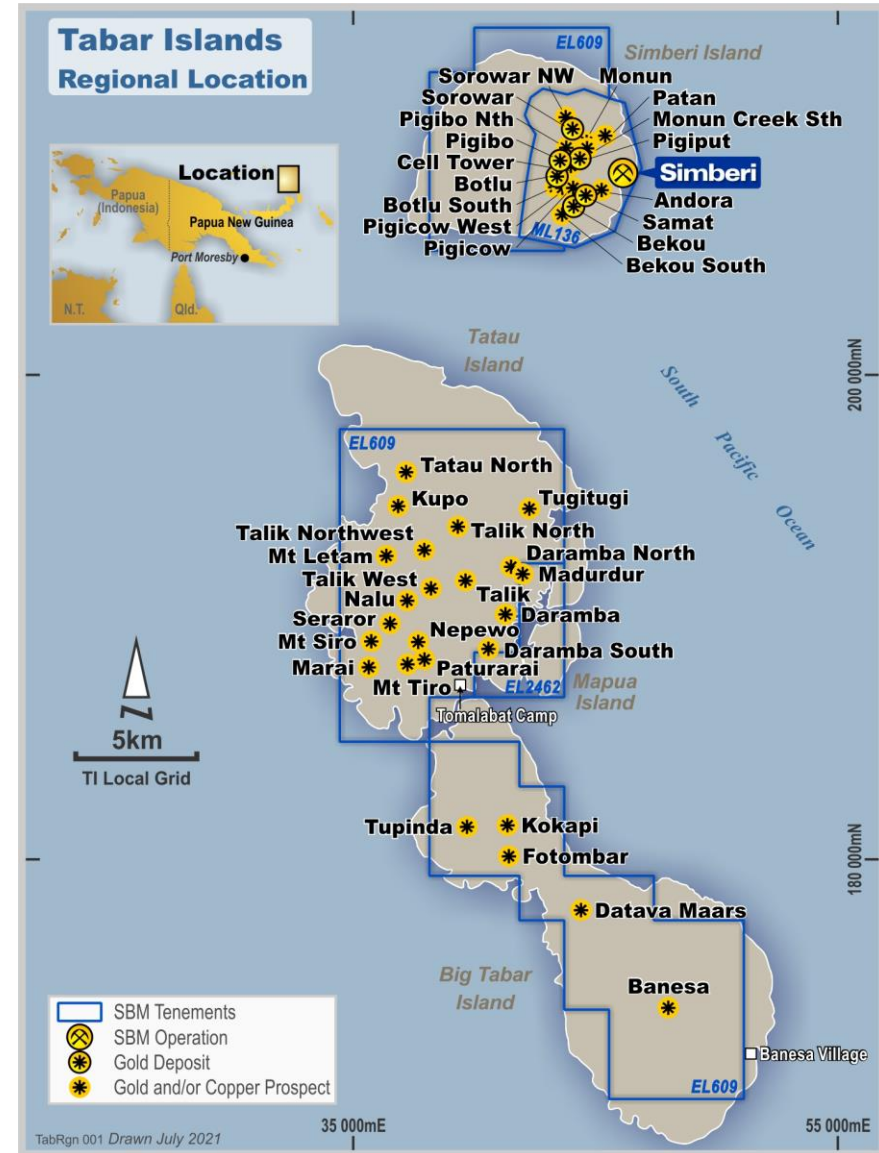 Tabar Islands
Regional Location
EL609
Simberi Island
Sorowar NW
Monun
Sorowar
Patan
Pigibo Nth
Monun Creek Sth
Pigibo
Pigiput
Cell Tower
Simberi
Botlu
Andora
Botlu South
Samat
Pigicow West
Bekou
Pigicow
ML136
Bekou South
Location
Papua
(Indonesia)
Papua New Guinea
Port Moresby
N.T.
Qld.
Tatau
Island
South
Pacific
Ocean
200 000mN
EL609
Tatau North
Kupo
Tugitugi
Talik Northwest
Talik North
Mt Letam
Daramba North
Madurdur
Talik West
Talik
Nalu
Daramba
Seraror
Nepewo
Mt Siro
Daramba South
Marai
Paturarai
Mt Tiro
EL2462
Mapua
Island
Tomalabat Camp
N
5km
TI Local Grid
Tupinda
Kokapi
Fotombar
180 000mN
Datava Maars
Big Tabar
Island
Banesa
Banesa Village
EL609
SBM Tenements
SBM Operation
Gold Deposit
Gold and/or Copper Prospect
35 000mE
55 000mE
TabRgn 001 Drawn July 2021